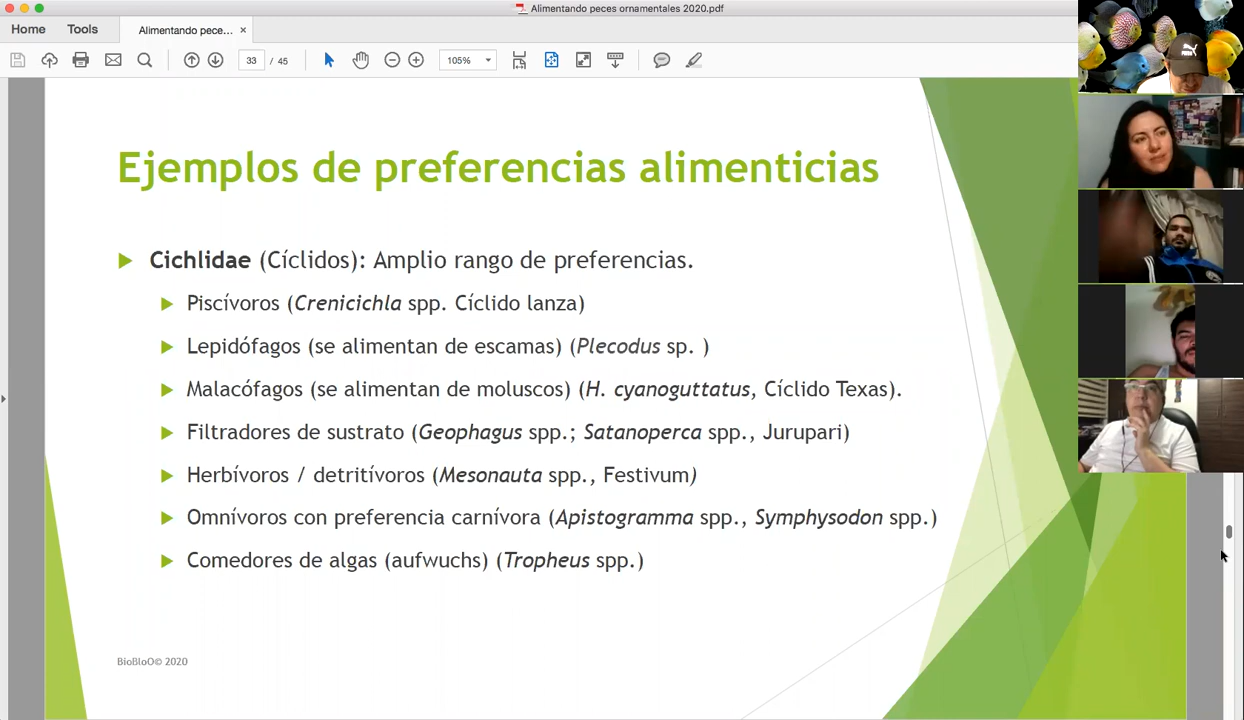 Alimentando peces ornamentales 2020.pdf
Home
Tools
Alimentando pece...
33 / 45
105%
Ejemplos de preferencias alimenticias
Cichlidae (Cíclidos): Amplio rango de preferencias.
Piscívoros (Crenicichla spp. Cíclido lanza)
Lepidófagos (se alimentan de escamas) (Plecodus sp. )
Malacófagos (se alimentan de moluscos) (H. cyanoguttatus, Cíclido Texas).
Filtradores de sustrato (Geophagus spp.; Satanoperca spp., Jurupari)
Herbívoros / detritívoros (Mesonauta spp., Festivum)
Omnívoros con preferencia carnívora (Apistogramma spp., Symphysodon spp.)
Comedores de algas (aufwuchs) (Tropheus spp.)
BioBloO© 2020